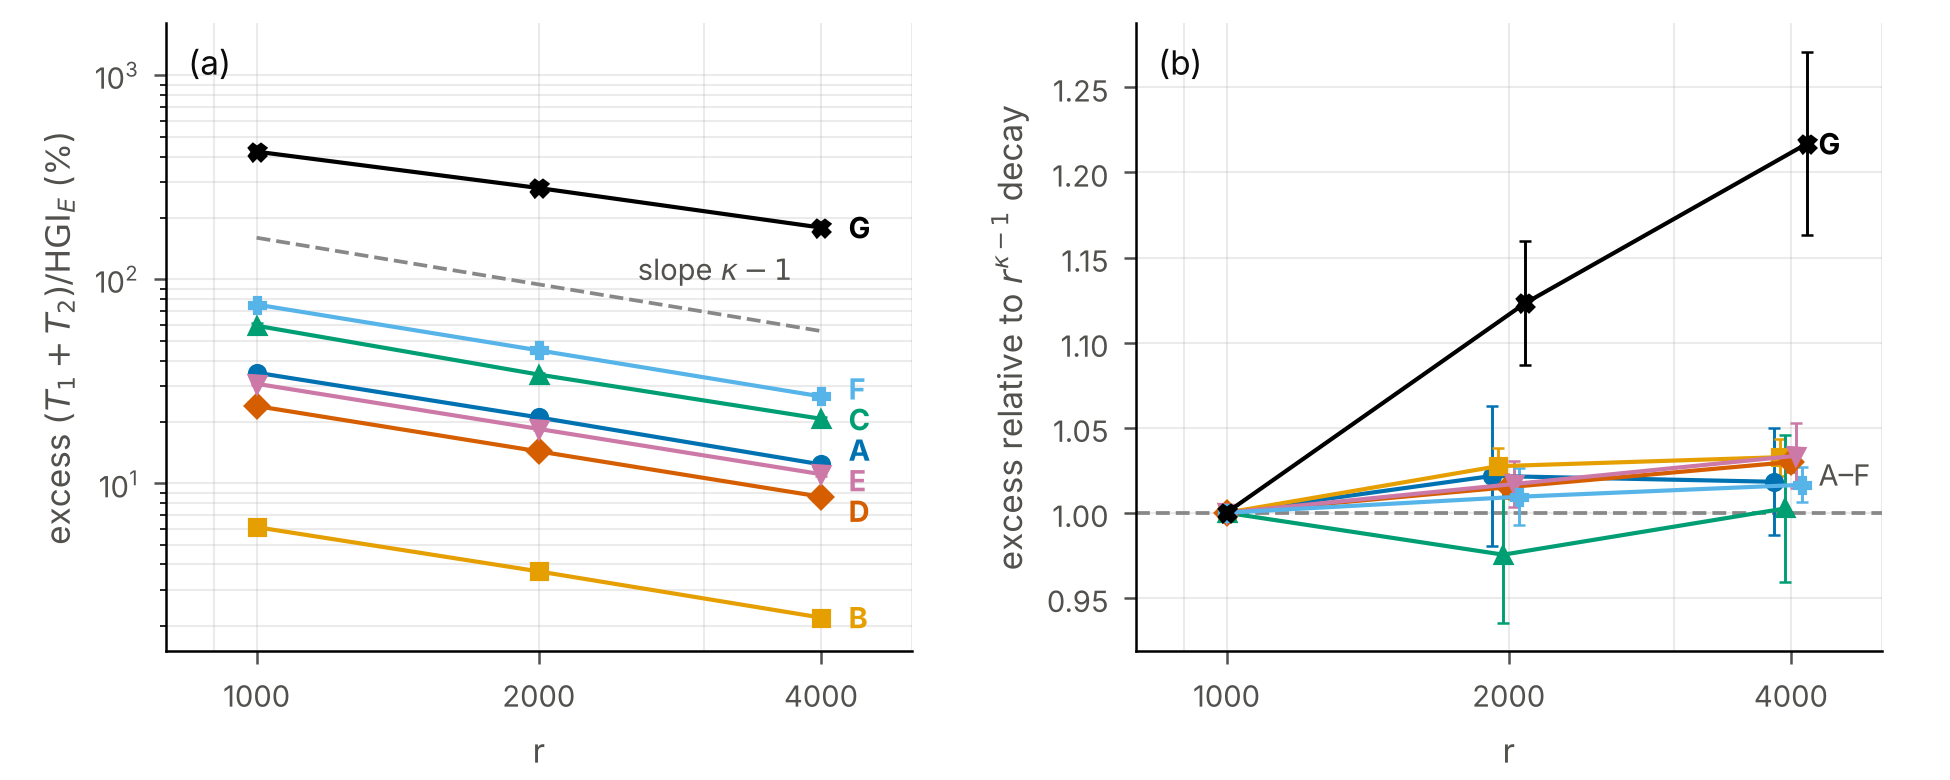 (a)
excess (T₁ + T₂)/HGI_E (%)
10³
10²
10¹
G
slope κ − 1
F
C
A
E
D
B
1000
2000
4000
r
(b)
excess relative to r^{κ − 1} decay
1.25
1.20
1.15
1.10
1.05
1.00
0.95
G
A–F
1000
2000
4000
r